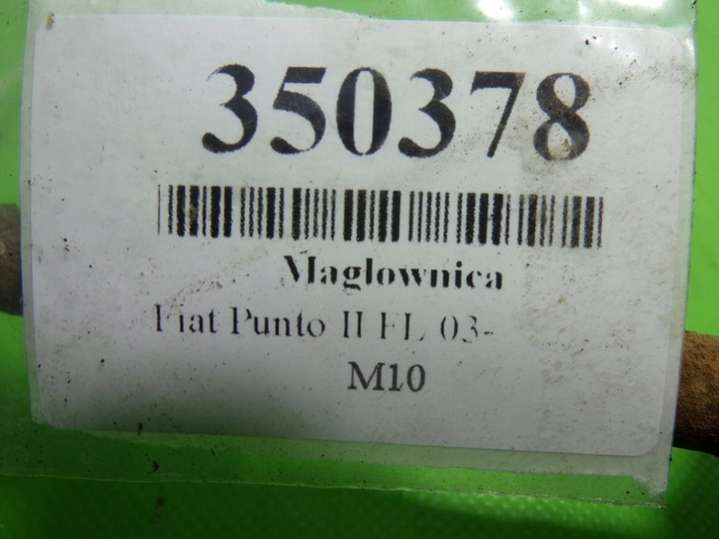 350378
Maglownica
Fiat Punto II FL 03-
M10